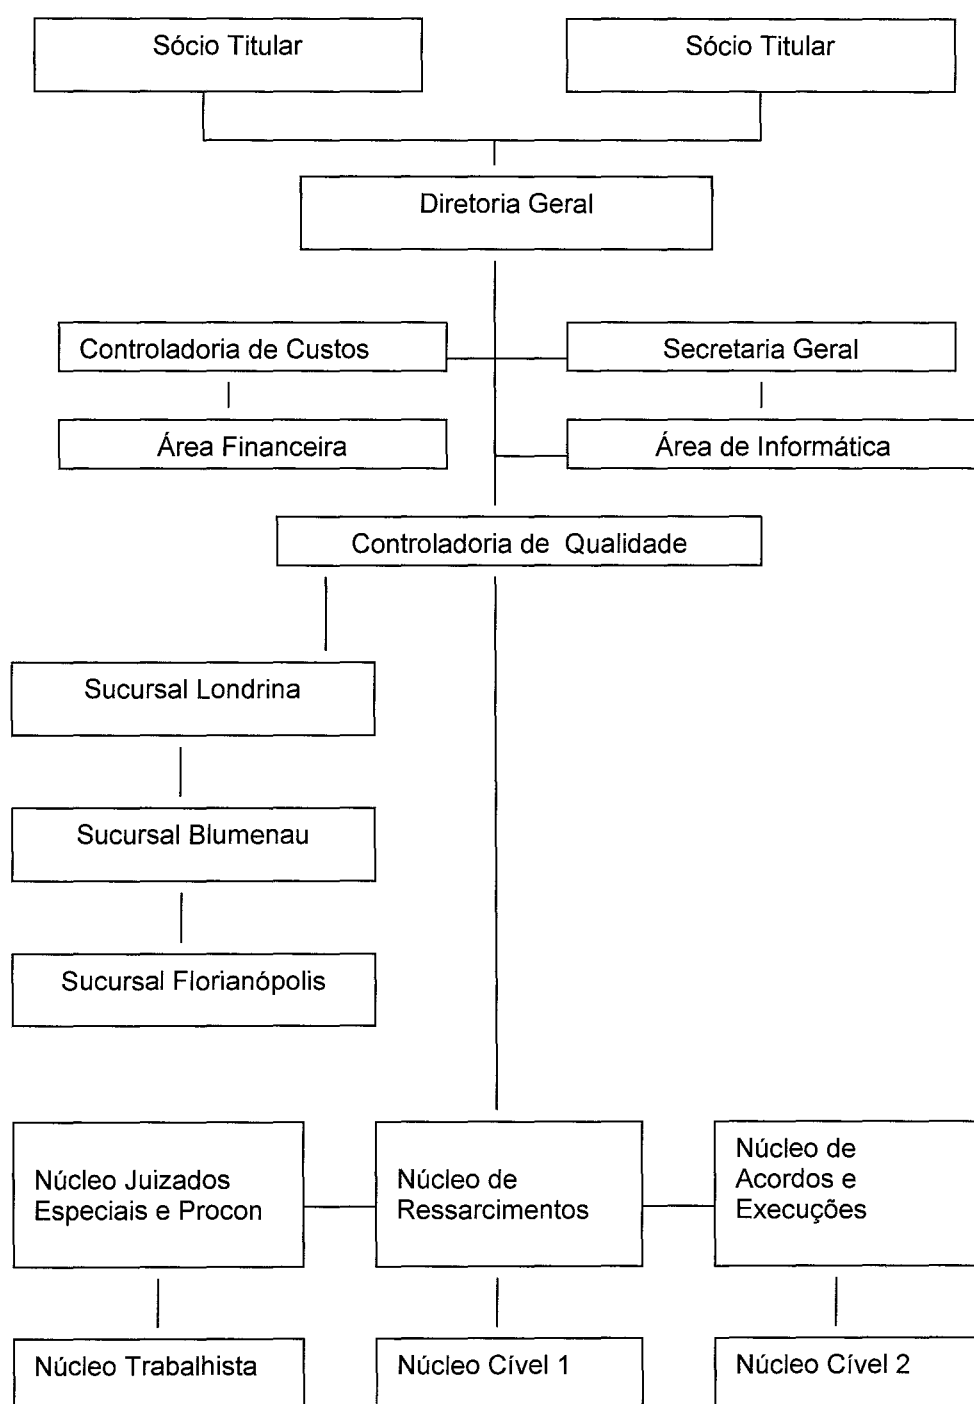 Sócio Titular
Sócio Titular
Diretoria Geral
Controladoria de Custos
Secretaria Geral
Área Financeira
Área de Informática
Controladoria de  Qualidade
Sucursal Londrina
Sucursal Blumenau
Sucursal Florianópolis
Núcleo Juizados
Especiais e Procon
Núcleo de
Ressarcimentos
Núcleo de
Acordos e
Execuções
Núcleo Trabalhista
Núcleo Cível 1
Núcleo Cível 2